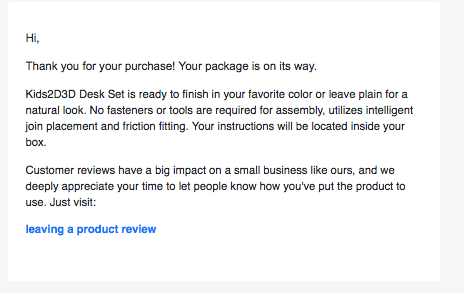 Hi,
Thank you for your purchase! Your package is on its way.
Kids2D3D Desk Set is ready to finish in your favorite color or leave plain for a
natural look. No fasteners or tools are required for assembly, utilizes intelligent
join placement and friction fitting. Your instructions will be located inside your
box.
Customer reviews have a big impact on a small business like ours, and we
deeply appreciate your time to let people know how you've put the product to
use. Just visit:
leaving a product review